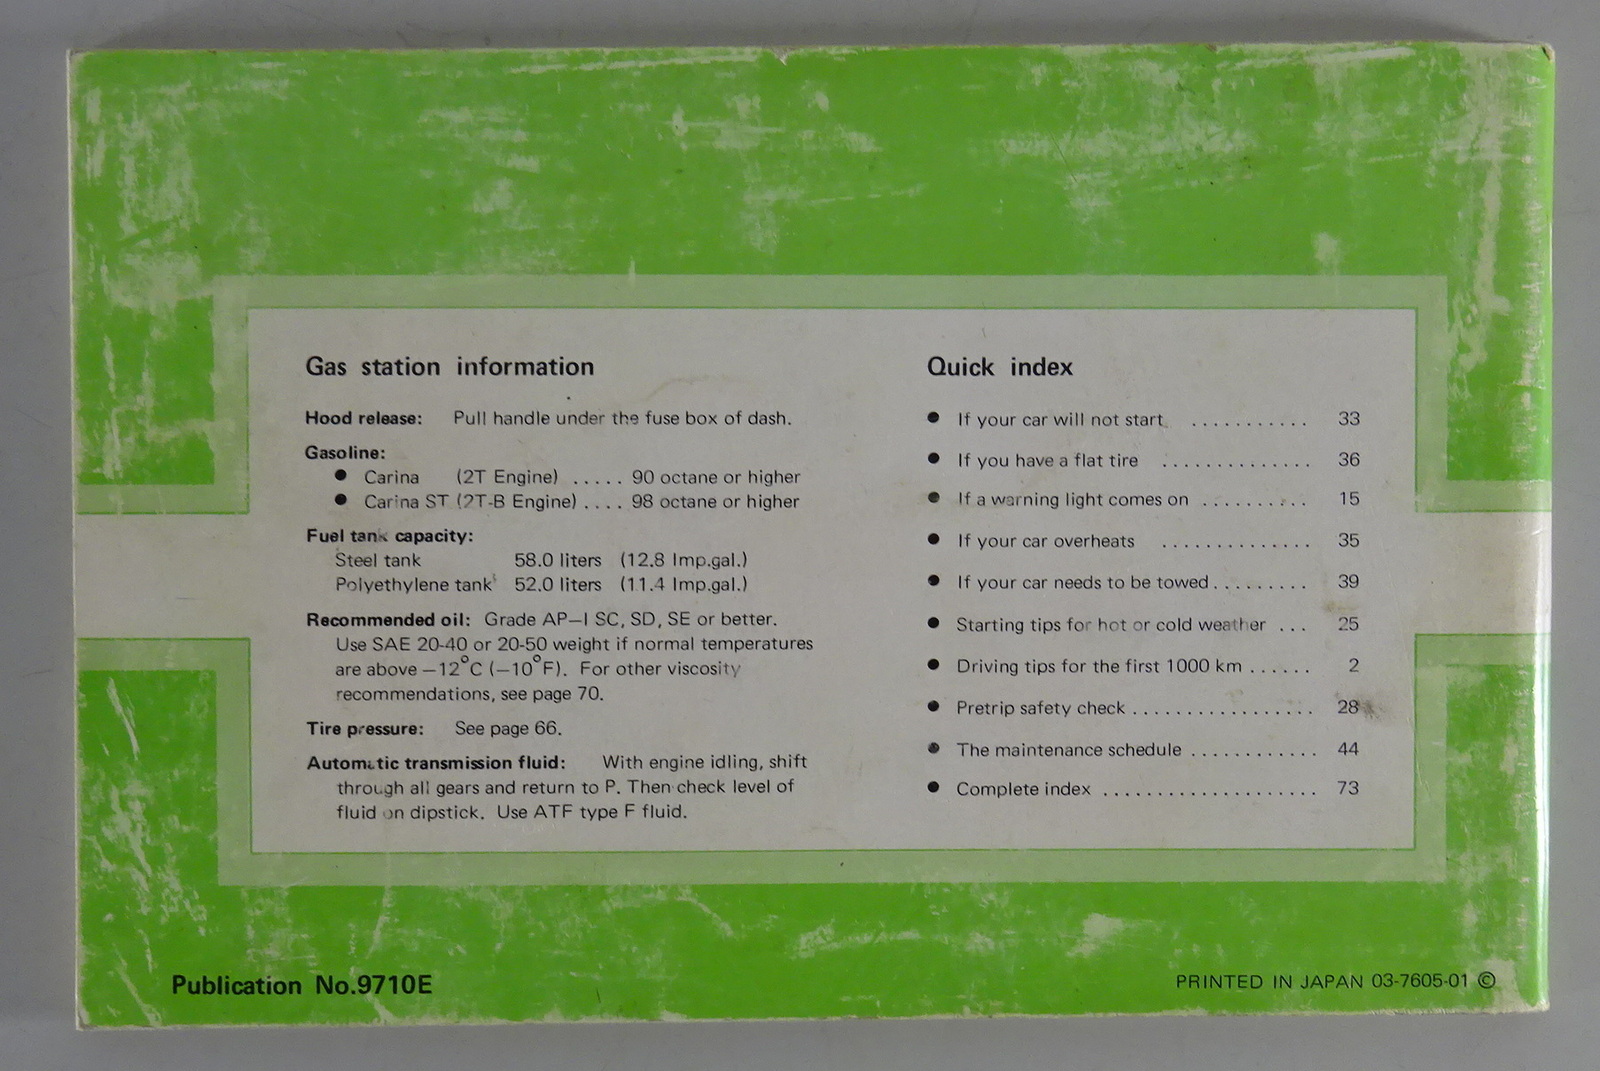 Gas station information
Hood release: Pull handle under the fuse box of dash.
Gasoline:
● Carina (2T Engine) ..... 90 octane or higher
● Carina ST (2T-B Engine) .... 98 octane or higher
Fuel tank capacity:
Steel tank 58.0 liters (12.8 Imp.gal.)
Polyethylene tank 52.0 liters (11.4 Imp.gal.)
Recommended oil: Grade AP—I SC, SD, SE or better.
Use SAE 20-40 or 20-50 weight if normal temperatures
are above —12°C (—10°F). For other viscosity
recommendations, see page 70.
Tire pressure: See page 66.
Automatic transmission fluid: With engine idling, shift
through all gears and return to P. Then check level of
fluid on dipstick. Use ATF type F fluid.
Quick index
● If your car will not start ........... 33
● If you have a flat tire .............. 36
● If a warning light comes on .......... 15
● If your car overheats .............. 35
● If your car needs to be towed ......... 39
● Starting tips for hot or cold weather ... 25
● Driving tips for the first 1000 km ...... 2
● Pretrip safety check ................. 28
● The maintenance schedule ............ 44
● Complete index .................... 73
Publication No.9710E
PRINTED IN JAPAN 03-7605-01 ©